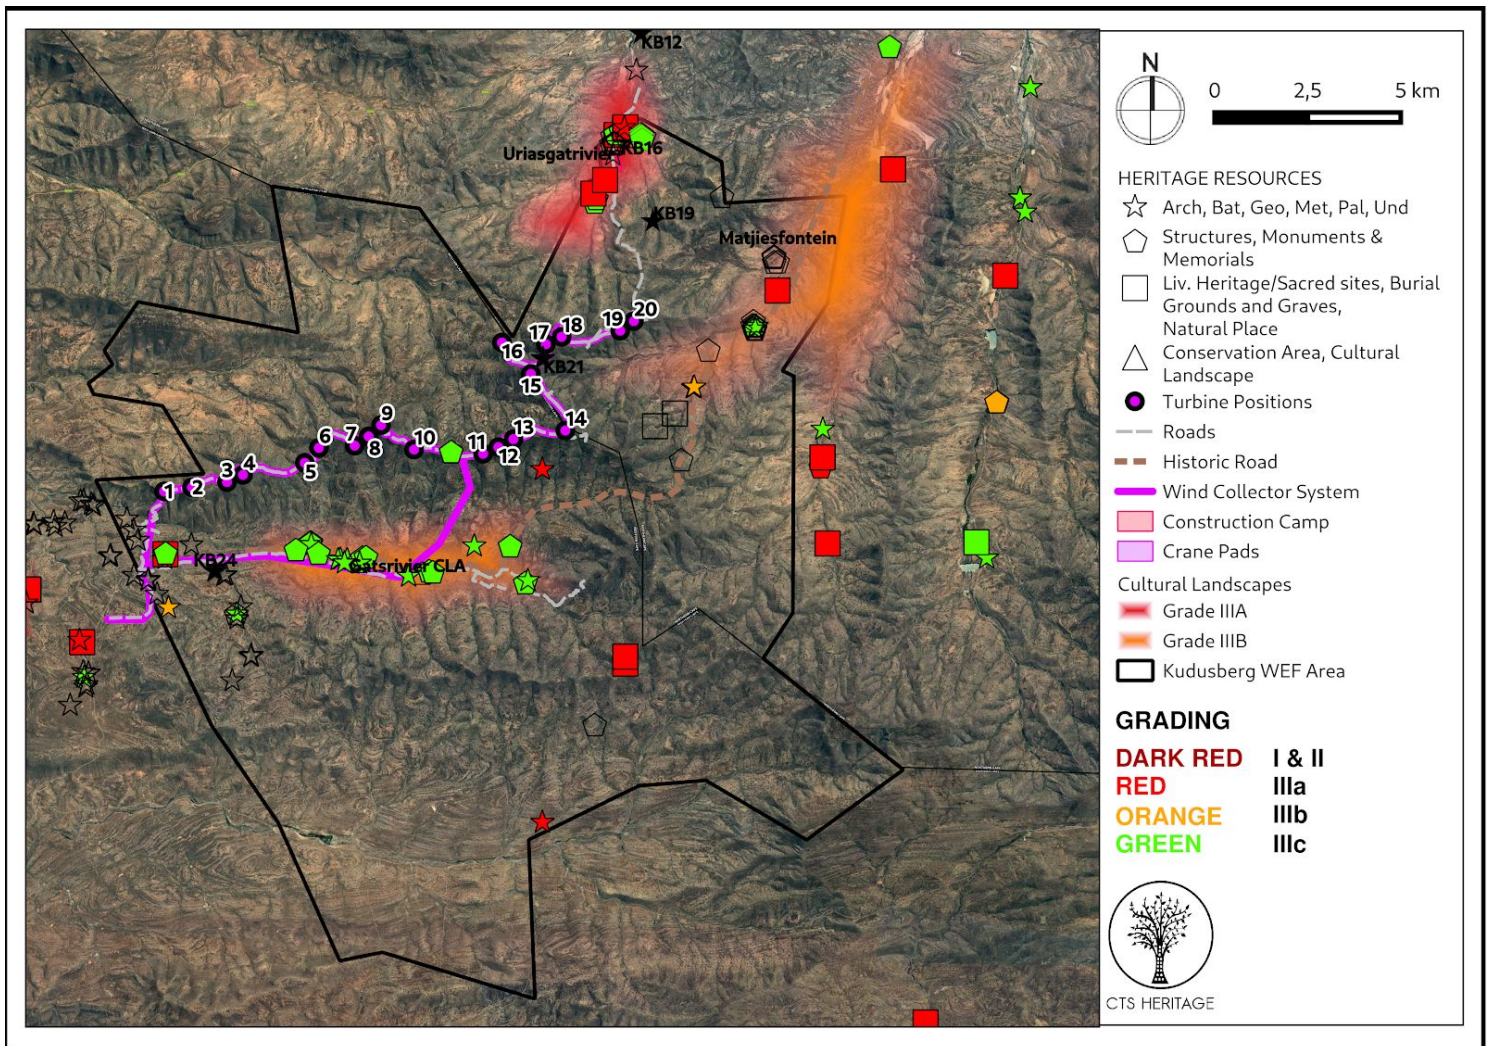 KB12
Uriasgatrivier
KB16
KB19
Matjiesfontein
20
19
18
17
16
KB21
15
14
13
12
11
10
9
8
7
6
5
4
3
2
1
KB24
Gatsrivier CLA
N
0 2,5 5 km
HERITAGE RESOURCES
Arch, Bat, Geo, Met, Pal, Und
Structures, Monuments &
Memorials
Liv. Heritage/Sacred sites, Burial
Grounds and Graves,
Natural Place
Conservation Area, Cultural
Landscape
Turbine Positions
Roads
Historic Road
Wind Collector System
Construction Camp
Crane Pads
Cultural Landscapes
Grade IIIA
Grade IIIB
Kudusberg WEF Area
GRADING
DARK RED I & II
RED IIIa
ORANGE IIIb
GREEN IIIc
CTS HERITAGE